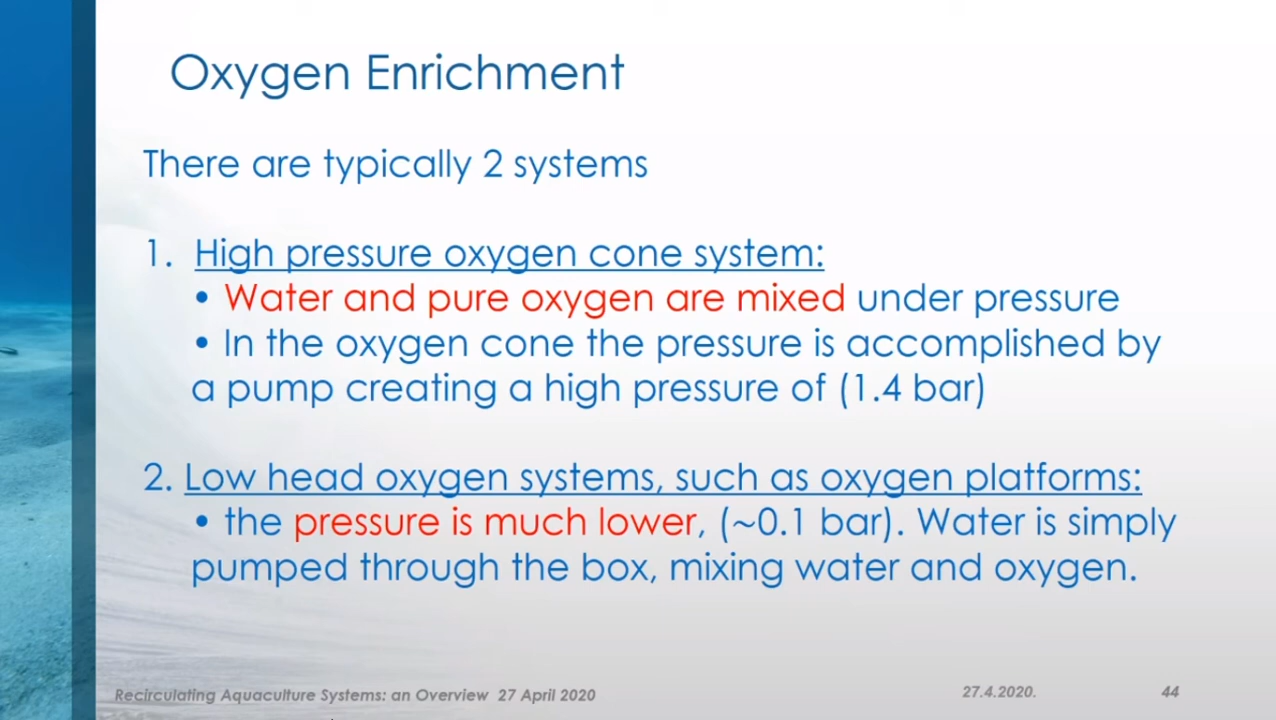 Oxygen Enrichment
There are typically 2 systems
1. High pressure oxygen cone system:
• Water and pure oxygen are mixed under pressure
• In the oxygen cone the pressure is accomplished by
a pump creating a high pressure of (1.4 bar)
2. Low head oxygen systems, such as oxygen platforms:
• the pressure is much lower, (~0.1 bar). Water is simply
pumped through the box, mixing water and oxygen.
Recirculating Aquaculture Systems: an Overview 27 April 2020
27.4.2020.
44